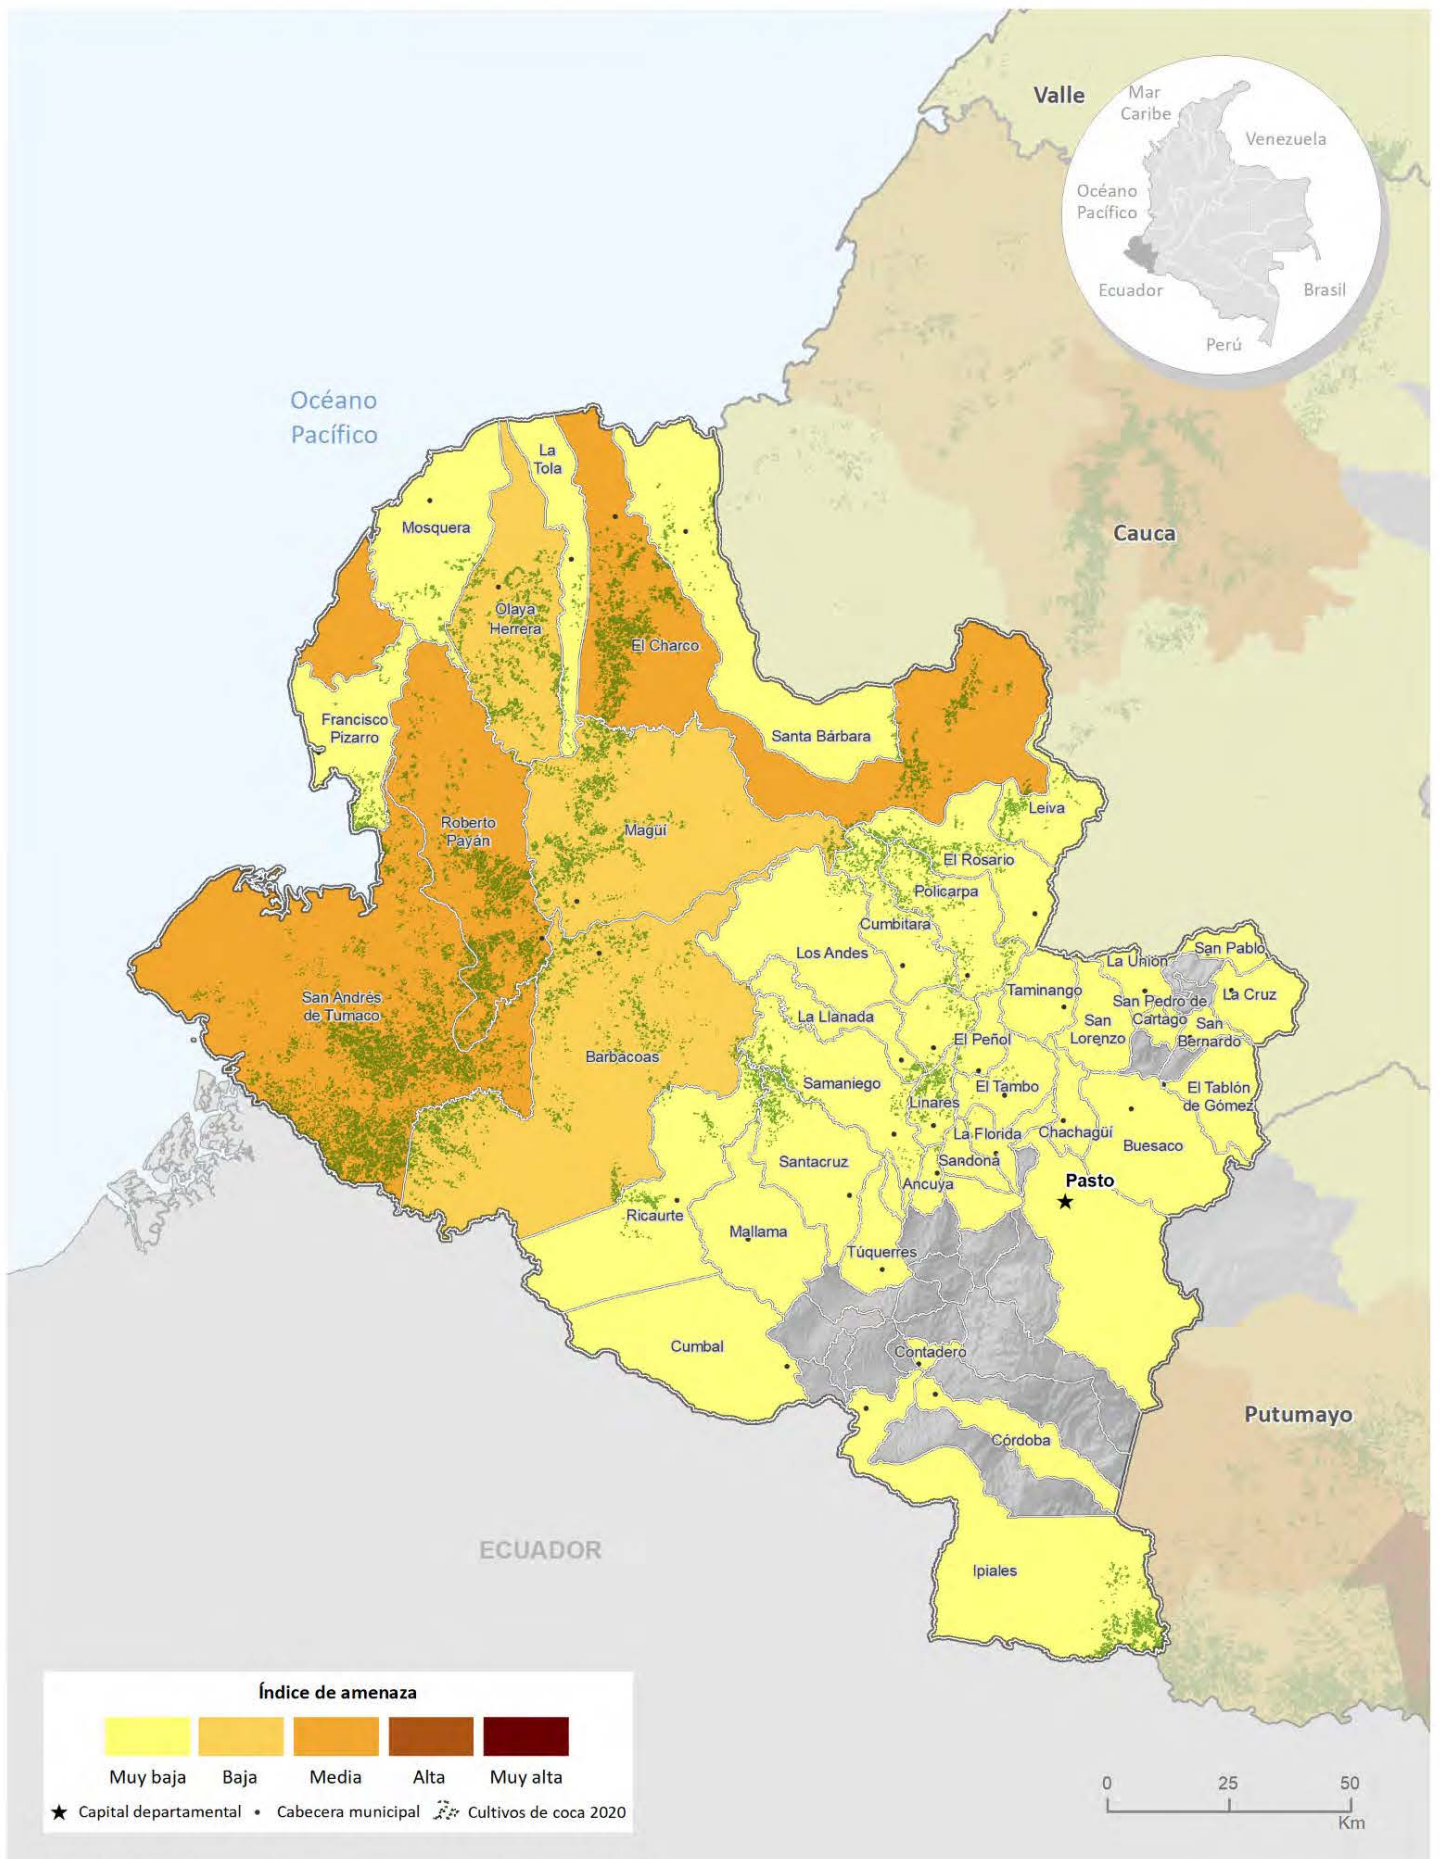 Valle
Mar
Caribe
Venezuela
Océano
Pacífico
Ecuador
Brasil
Perú
Océano
Pacífico
La
Tola
Mosquera
Cauca
Olaya
Herrera
El Charco
Francisco
Pizarro
Santa Bárbara
Leiva
Roberto
Payán
Magüí
El Rosario
Policarpa
Cumbitara
Los Andes
La Unión
San Pablo
San Andrés
de Tumaco
Taminango
San Pedro de
Cartago
La Cruz
La Llanada
San
Lorenzo
San
Bernardo
El Peñol
Barbacoas
Samaniego
El Tambo
El Tablón
de Gómez
Linares
La Florida
Chachagüí
Buesaco
Santacruz
Sandona
Ancuya
Pasto
Ricaurte
Mallama
Túquerres
Cumbal
Contadero
Putumayo
Córdoba
ECUADOR
Ipiales
Índice de amenaza
Muy baja Baja Media Alta Muy alta
Capital departamental Cabecera municipal Cultivos de coca 2020
0 25 50
Km